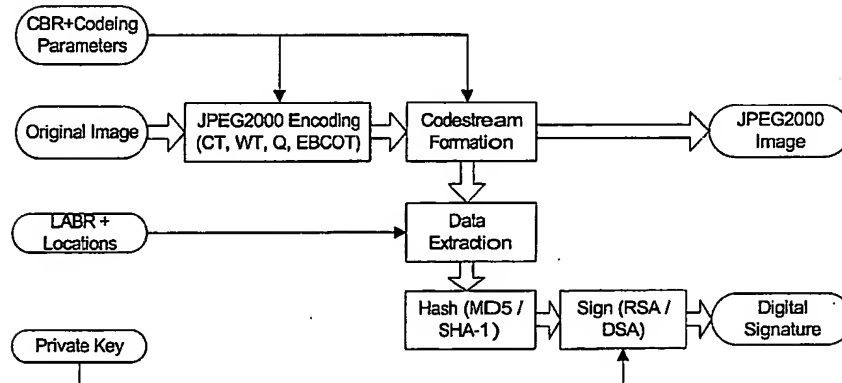 CBR+Codeing
Parameters
Original Image
JPEG2000 Encoding
(CT, WT, Q, EBCOT)
Codestream
Formation
JPEG2000
Image
LABR +
Locations
Data
Extraction
Hash (MD5 /
SHA-1)
Sign (RSA /
DSA)
Digital
Signature
Private Key